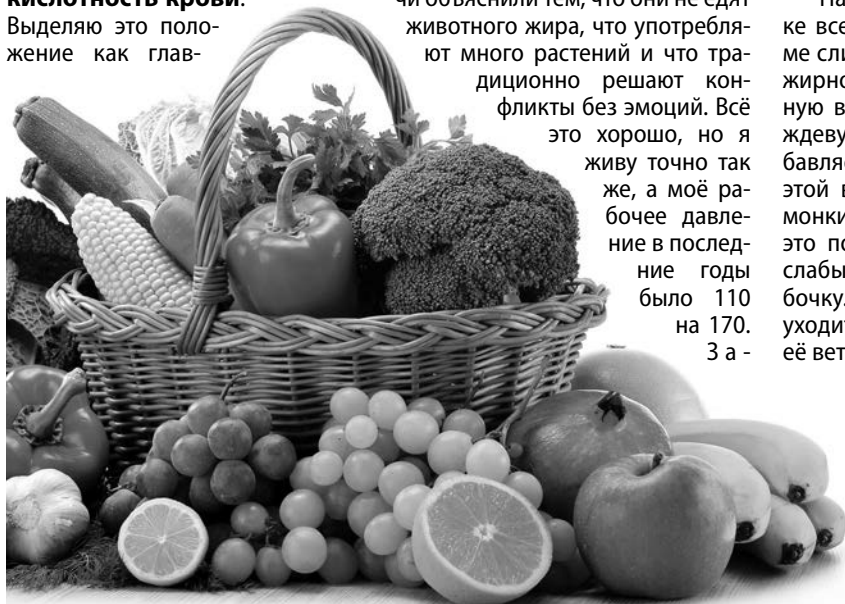 кислотность крови.
Выделяю это поло-
жение как глав-
чи объяснили тем, что они не едят
животного жира, что употребля-
ют много растений и что тра-
диционно решают кон-
фликты без эмоций. Всё
это хорошо, но я
живу точно так
же, а моё ра-
бочее давле-
ние в послед-
ние годы
было 110
на 170.
З а -
ке все
ме сли
жирно
ную в
ждеву
бавля
этой в
монки
это по
слабы
бочку.
уходит
её вет